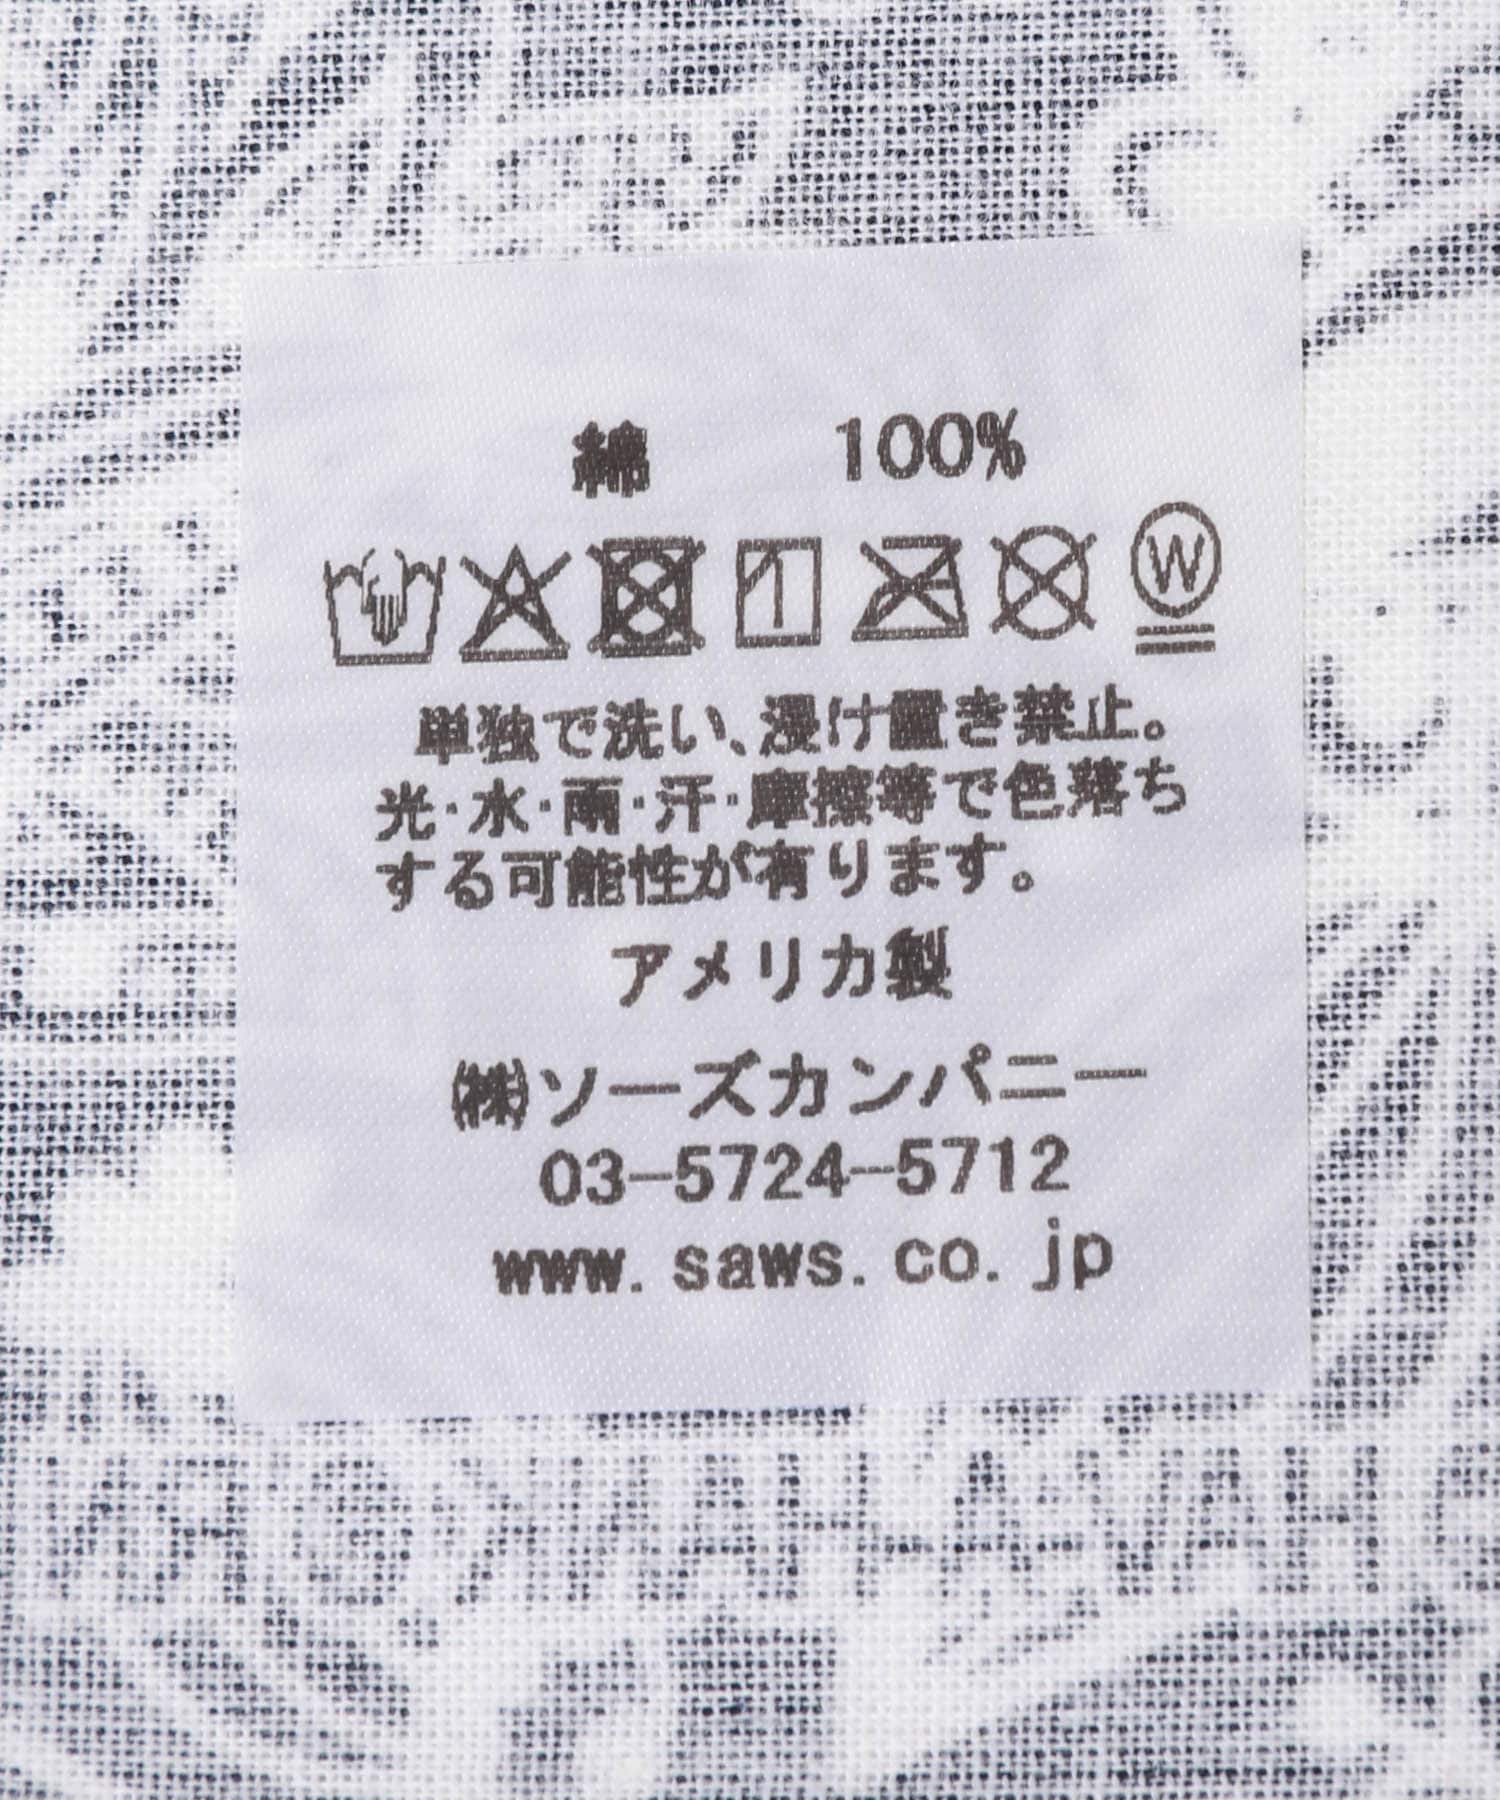 綿 100%
W
単独で洗い、浸け置き禁止。
光・水・雨・汗・摩擦等で色落ち
する可能性が有ります。
アメリカ製
㈱ソーズカンパニー
03-5724-5712
www.saws.co.jp